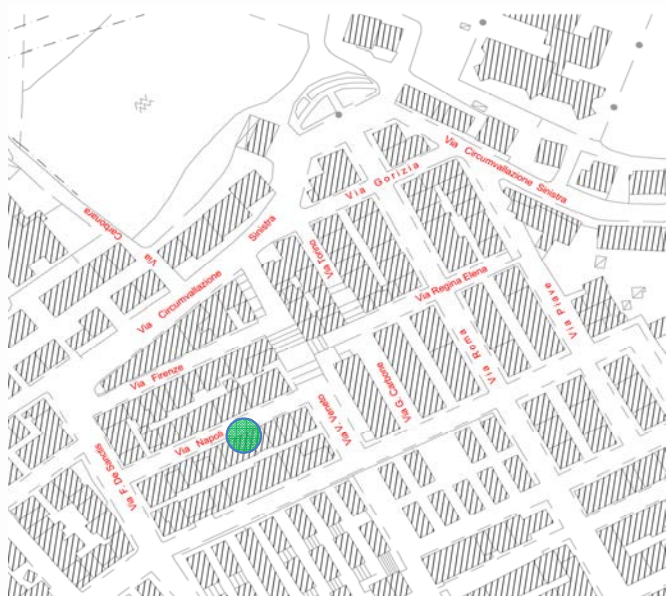 Via Circumvallazione Sinistra
Via Gorizia
Via Carbonara
Sinistra
Via Torino
Via Circumvallazione
Via Regina Elena
Via Piave
Via Firenze
Via Roma
Via G. Carbone
Via V. Veneto
Via Napoli
Via F. De Sanctis